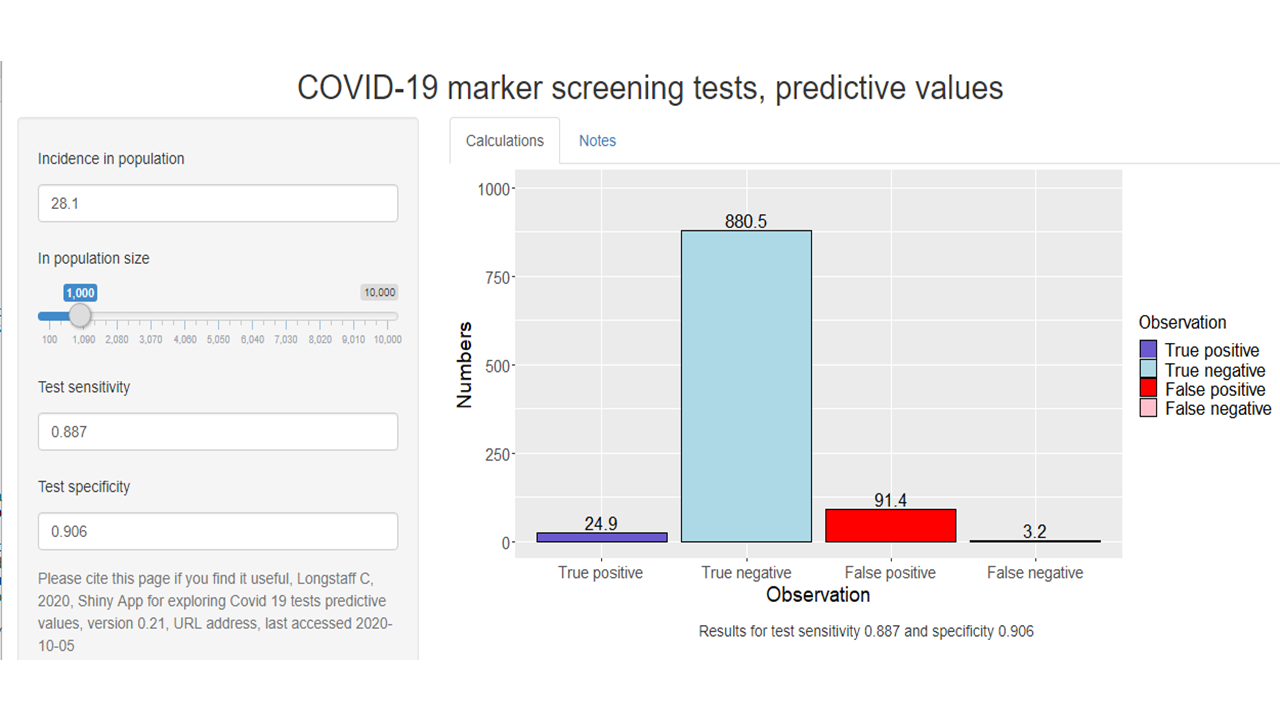 COVID-19 marker screening tests, predictive values
Incidence in population
28.1
In population size
1,000
10,000
100 1,090 2,080 3,070 4,060 5,050 6,040 7,030 8,020 9,010 10,000
Test sensitivity
0.887
Test specificity
0.906
Please cite this page if you find it useful, Longstaff C,
2020, Shiny App for exploring Covid 19 tests predictive
values, version 0.21, URL address, last accessed 2020-
10-05
Calculations Notes
Numbers
1000
750
500
250
0
24.9
880.5
91.4
3.2
True positive True negative False positive False negative
Observation
Results for test sensitivity 0.887 and specificity 0.906
Observation
True positive
True negative
False positive
False negative